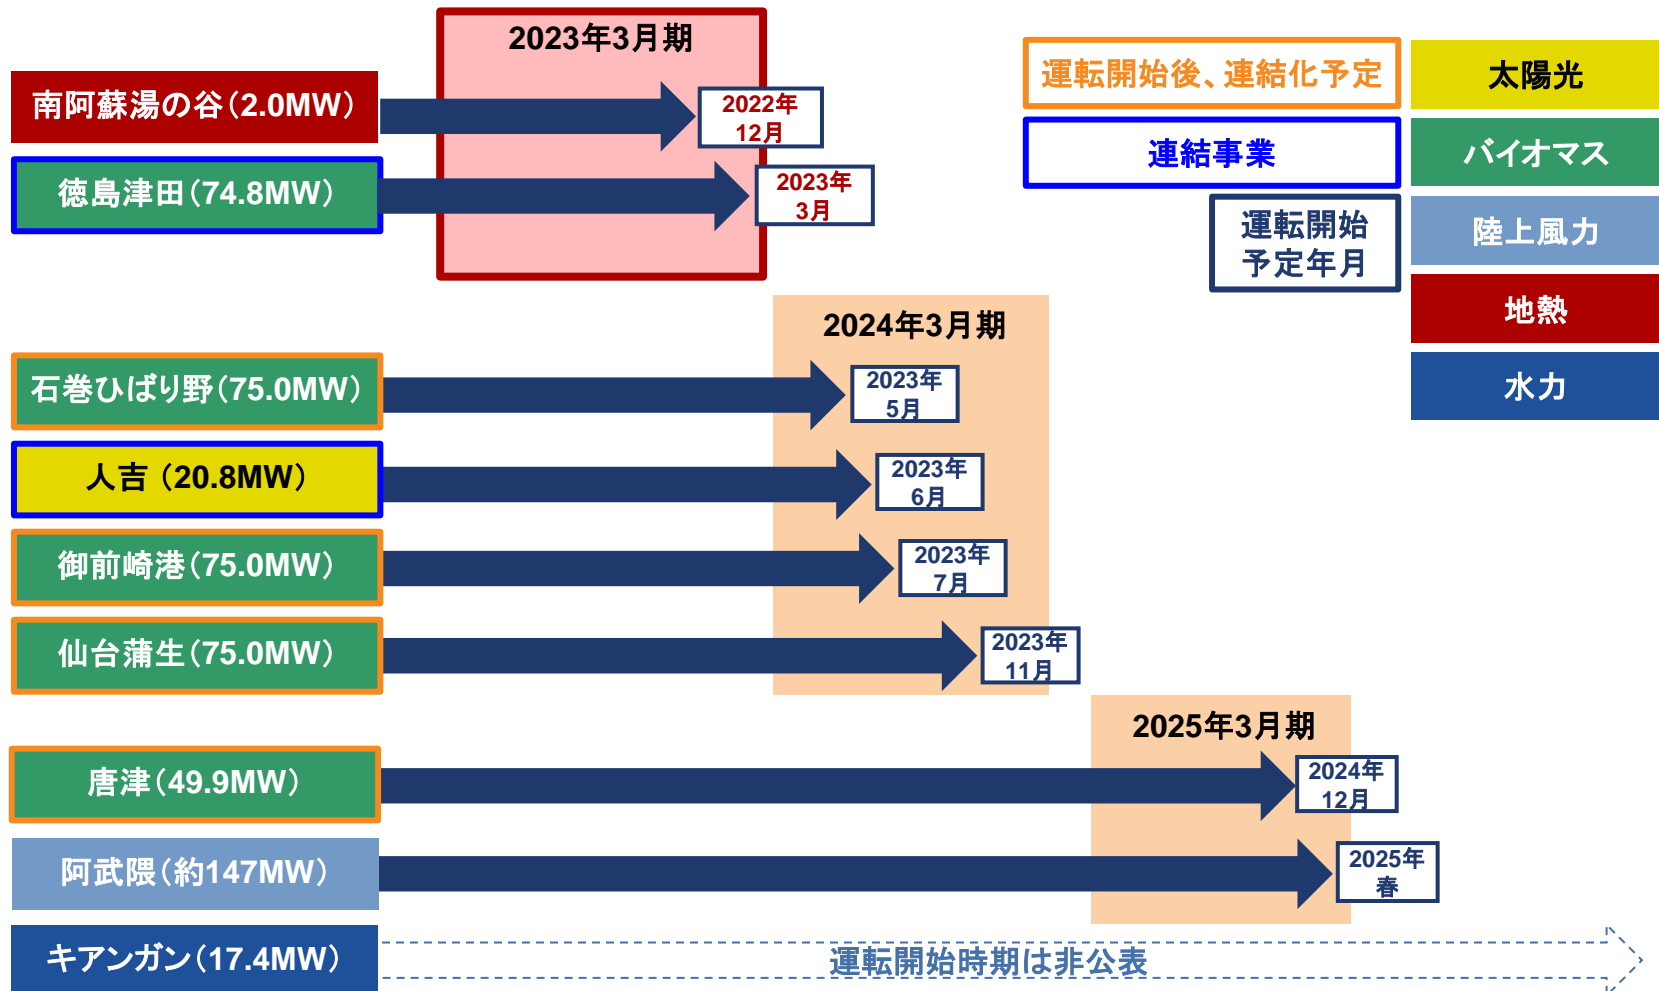 2023年3月期
南阿蘇湯の谷（2.0MW）
2022年
12月
徳島津田（74.8MW）
2023年
3月
運転開始後、連結化予定
連結事業
運転開始
予定年月
太陽光
バイオマス
陸上風力
地熱
水力
2024年3月期
石巻ひばり野（75.0MW）
2023年
5月
人吉（20.8MW）
2023年
6月
御前崎港（75.0MW）
2023年
7月
仙台蒲生（75.0MW）
2023年
11月
2025年3月期
唐津（49.9MW）
2024年
12月
阿武隈（約147MW）
2025年
春
キアンガン（17.4MW）
運転開始時期は非公表